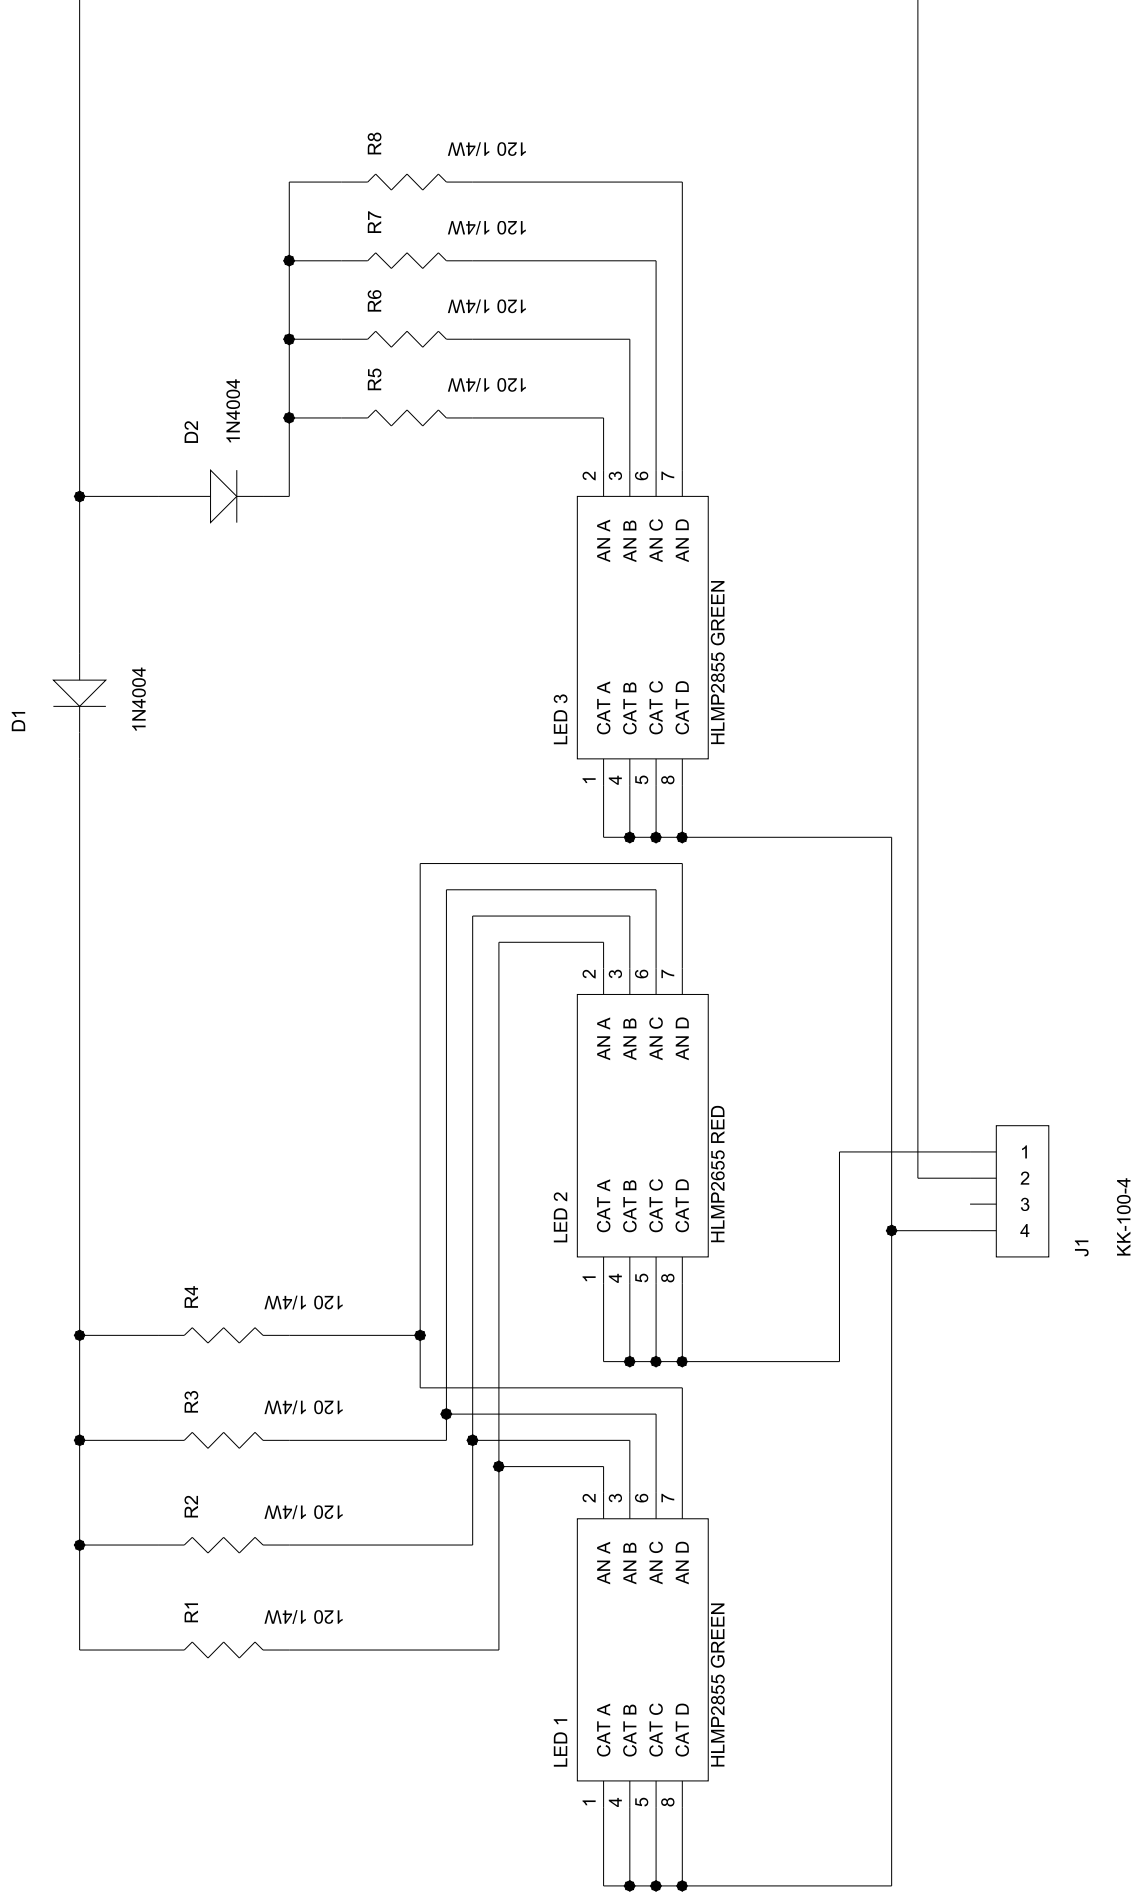 R8
120 1/4W
R7
120 1/4W
R6
120 1/4W
R5
120 1/4W
D2
1N4004
D1
1N4004
2
3
6
7
AN A
AN B
AN C
AN D
CAT A
CAT B
CAT C
CAT D
LED 3
HLMP2855 GREEN
1
4
5
8
2
3
6
7
AN A
AN B
AN C
AN D
CAT A
CAT B
CAT C
CAT D
LED 2
HLMP2655 RED
1
4
5
8
1
2
3
4
J1
KK-100-4
R4
120 1/4W
R3
120 1/4W
R2
120 1/4W
R1
120 1/4W
2
3
6
7
AN A
AN B
AN C
AN D
CAT A
CAT B
CAT C
CAT D
LED 1
HLMP2855 GREEN
1
4
5
8